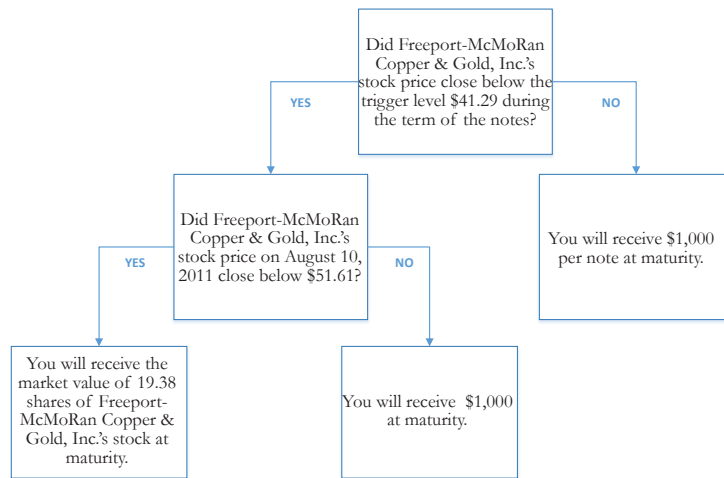 Did Freeport-McMoRan
Copper & Gold, Inc.'s
stock price close below the
trigger level $41.29 during
the term of the notes?
YES
NO
Did Freeport-McMoRan
Copper & Gold, Inc.'s
stock price on August 10,
2011 close below $51.61?
You will receive $1,000
per note at maturity.
YES
NO
You will receive the
market value of 19.38
shares of Freeport-
McMoRan Copper &
Gold, Inc.'s stock at
maturity.
You will receive $1,000
at maturity.